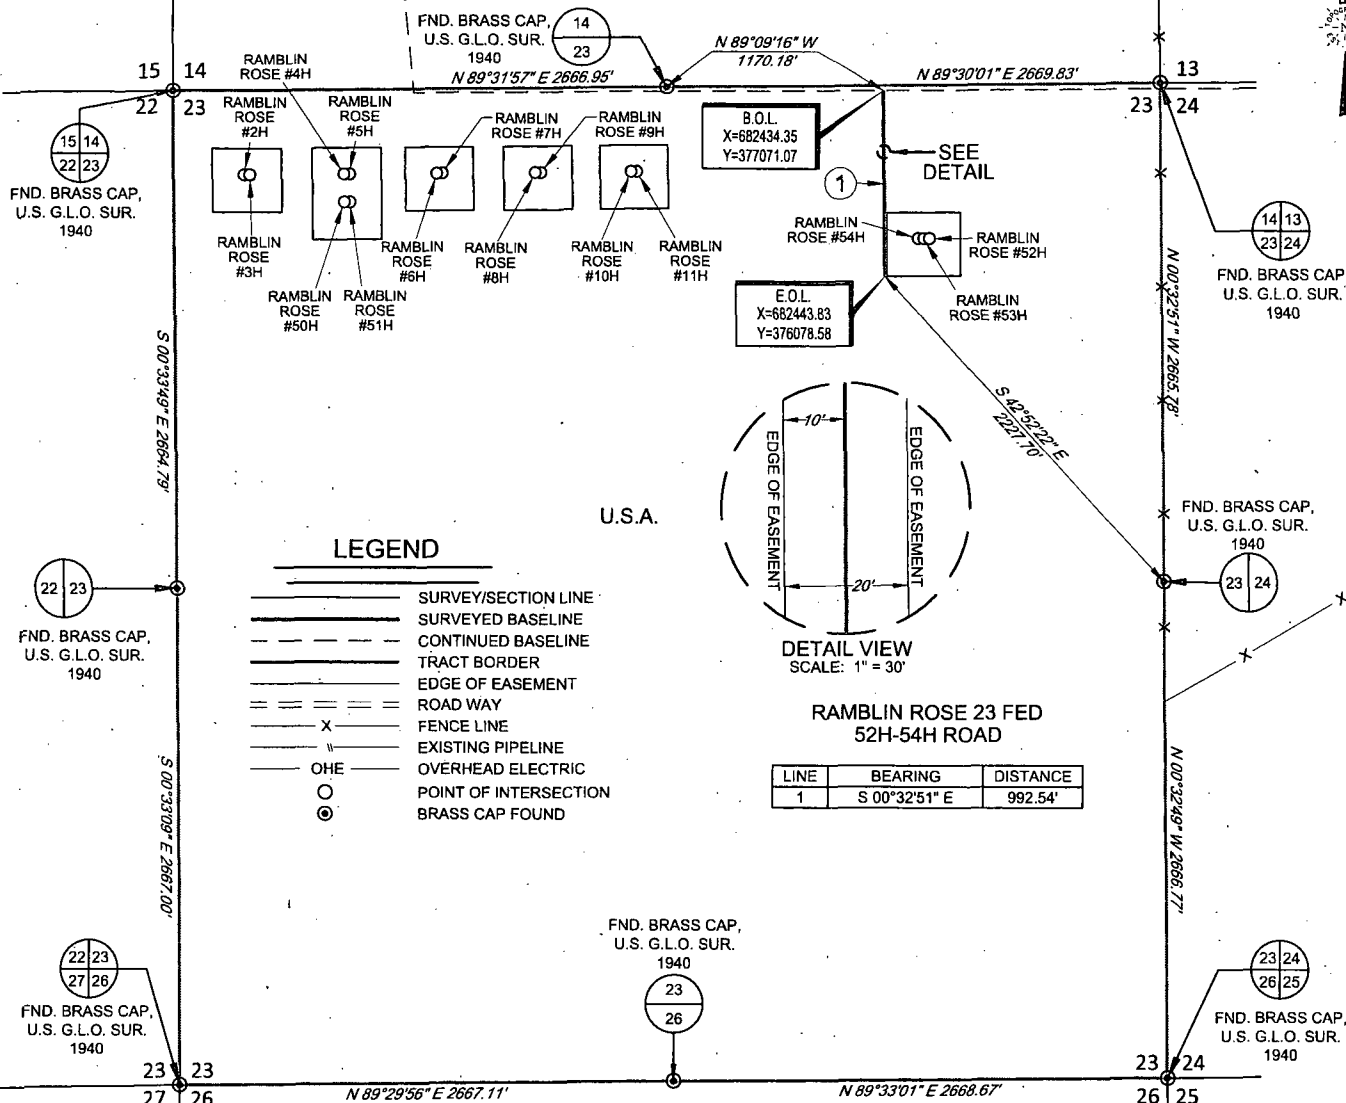 FND. BRASS CAP,
U.S. G.L.O. SUR.
1940
14
23
N 89°09'16" W
1170.18'
15 14
22 23
N 89°31'57" E 2666.95'
N 89°30'01" E 2669.83'
13
23 24
RAMBLIN
ROSE #4H
RAMBLIN
ROSE
#2H
RAMBLIN
ROSE
#5H
RAMBLIN
ROSE #7H
RAMBLIN
ROSE #9H
B.O.L.
X=682434.35
Y=377071.07
SEE
DETAIL
1
15 14
22 23
FND. BRASS CAP,
U.S. G.L.O. SUR.
1940
14 13
23 24
FND. BRASS CAP
U.S. G.L.O. SUR.
1940
RAMBLIN
ROSE
#3H
RAMBLIN
ROSE
#50H
RAMBLIN
ROSE
#51H
RAMBLIN
ROSE
#6H
RAMBLIN
ROSE
#8H
RAMBLIN
ROSE
#10H
RAMBLIN
ROSE
#11H
RAMBLIN
ROSE #54H
RAMBLIN
ROSE #52H
RAMBLIN
ROSE #53H
E.O.L.
X=682443.83
Y=376078.58
S 00°33'49" E 2664.79'
N 00°32'51" W 2665.78'
S 42°52'22" E
2227.70'
10'
EDGE OF EASEMENT
EDGE OF EASEMENT
20'
DETAIL VIEW
SCALE: 1" = 30'
U.S.A.
FND. BRASS CAP,
U.S. G.L.O. SUR.
1940
23 24
22 23
FND. BRASS CAP,
U.S. G.L.O. SUR.
1940
LEGEND
SURVEY/SECTION LINE
SURVEYED BASELINE
CONTINUED BASELINE
TRACT BORDER
EDGE OF EASEMENT
ROAD WAY
X FENCE LINE
\\ EXISTING PIPELINE
OHE OVERHEAD ELECTRIC
POINT OF INTERSECTION
BRASS CAP FOUND
RAMBLIN ROSE 23 FED
52H-54H ROAD
LINE BEARING DISTANCE
1 S 00°32'51" E 992.54'
S 00°33'09" E 2667.00'
N 00°32'49" W 2666.77'
22 23
27 26
FND. BRASS CAP,
U.S. G.L.O. SUR.
1940
FND. BRASS CAP,
U.S. G.L.O. SUR.
1940
23
26
23 24
26 25
FND. BRASS CAP,
U.S. G.L.O. SUR.
1940
23 23
27 26
N 89°29'56" E 2667.11'
N 89°33'01" E 2668.67'
23 24
26 25